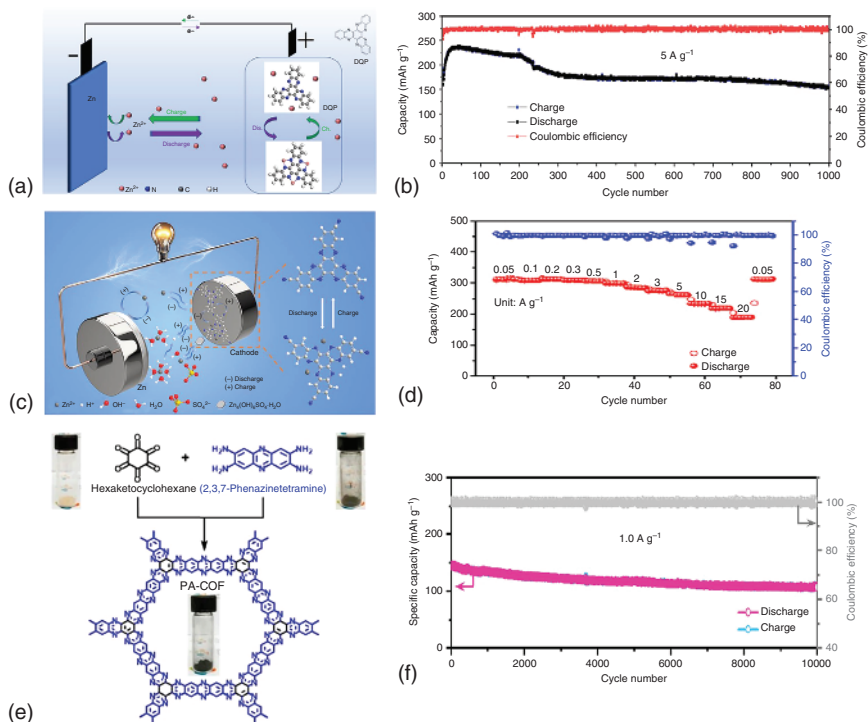 e−
e−
−
+
DQP
Zn
Charge
Zn²⁺
Discharge
DQP
Dis.
Ch.
Zn²⁺ N C H
(a)
300
250
200
150
100
50
0
Capacity (mAh g⁻¹)
5 A g⁻¹
Charge
Discharge
Coulombic efficiency
100
80
60
40
20
0
Coulombic efficiency (%)
0 100 200 300 400 500 600 700 800 900 1000
Cycle number
(b)
(+)
(−)
(−)
(+)
(−)
(+)
(−)
(+)
(−)
(+)
Discharge
Charge
Cathode
Zn
(−) Discharge
(+) Charge
Zn²⁺ H⁺ OH⁻ H₂O SO₄²⁻ Zn₄(OH)₆SO₄·H₂O
(c)
500
400
300
200
100
0
Capacity (mAh g⁻¹)
0.05 0.1 0.2 0.3 0.5 1 2 3 5 10 15 20 0.05
Unit: A g⁻¹
Charge
Discharge
100
80
60
40
20
0
Coulombic efficiency (%)
0 20 40 60 80
Cycle number
(d)
O O
O O
O O
+
H₂N N NH₂
H₂N N NH₂
Hexaketocyclohexane (2,3,7-Phenazinetetramine)
PA-COF
(e)
300
250
200
150
100
50
0
Specific capacity (mAh g⁻¹)
1.0 A g⁻¹
Discharge
Charge
100
80
60
40
Coulombic efficiency (%)
0 2000 4000 6000 8000 10000
Cycle number
(f)